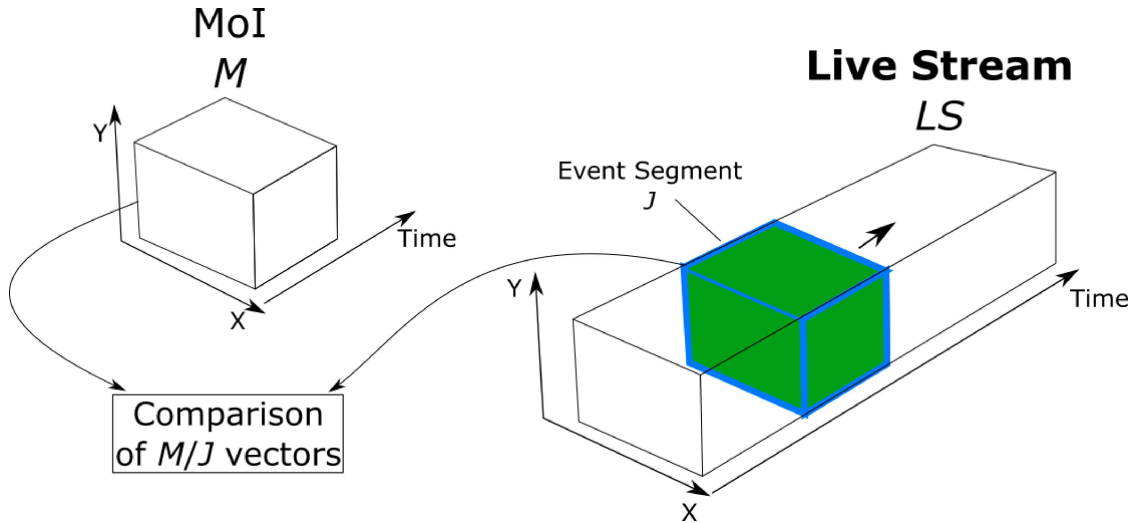 MoI
M
Y
Time
X
Live Stream
LS
Event Segment
J
Y
Time
X
Comparison
of M/J vectors